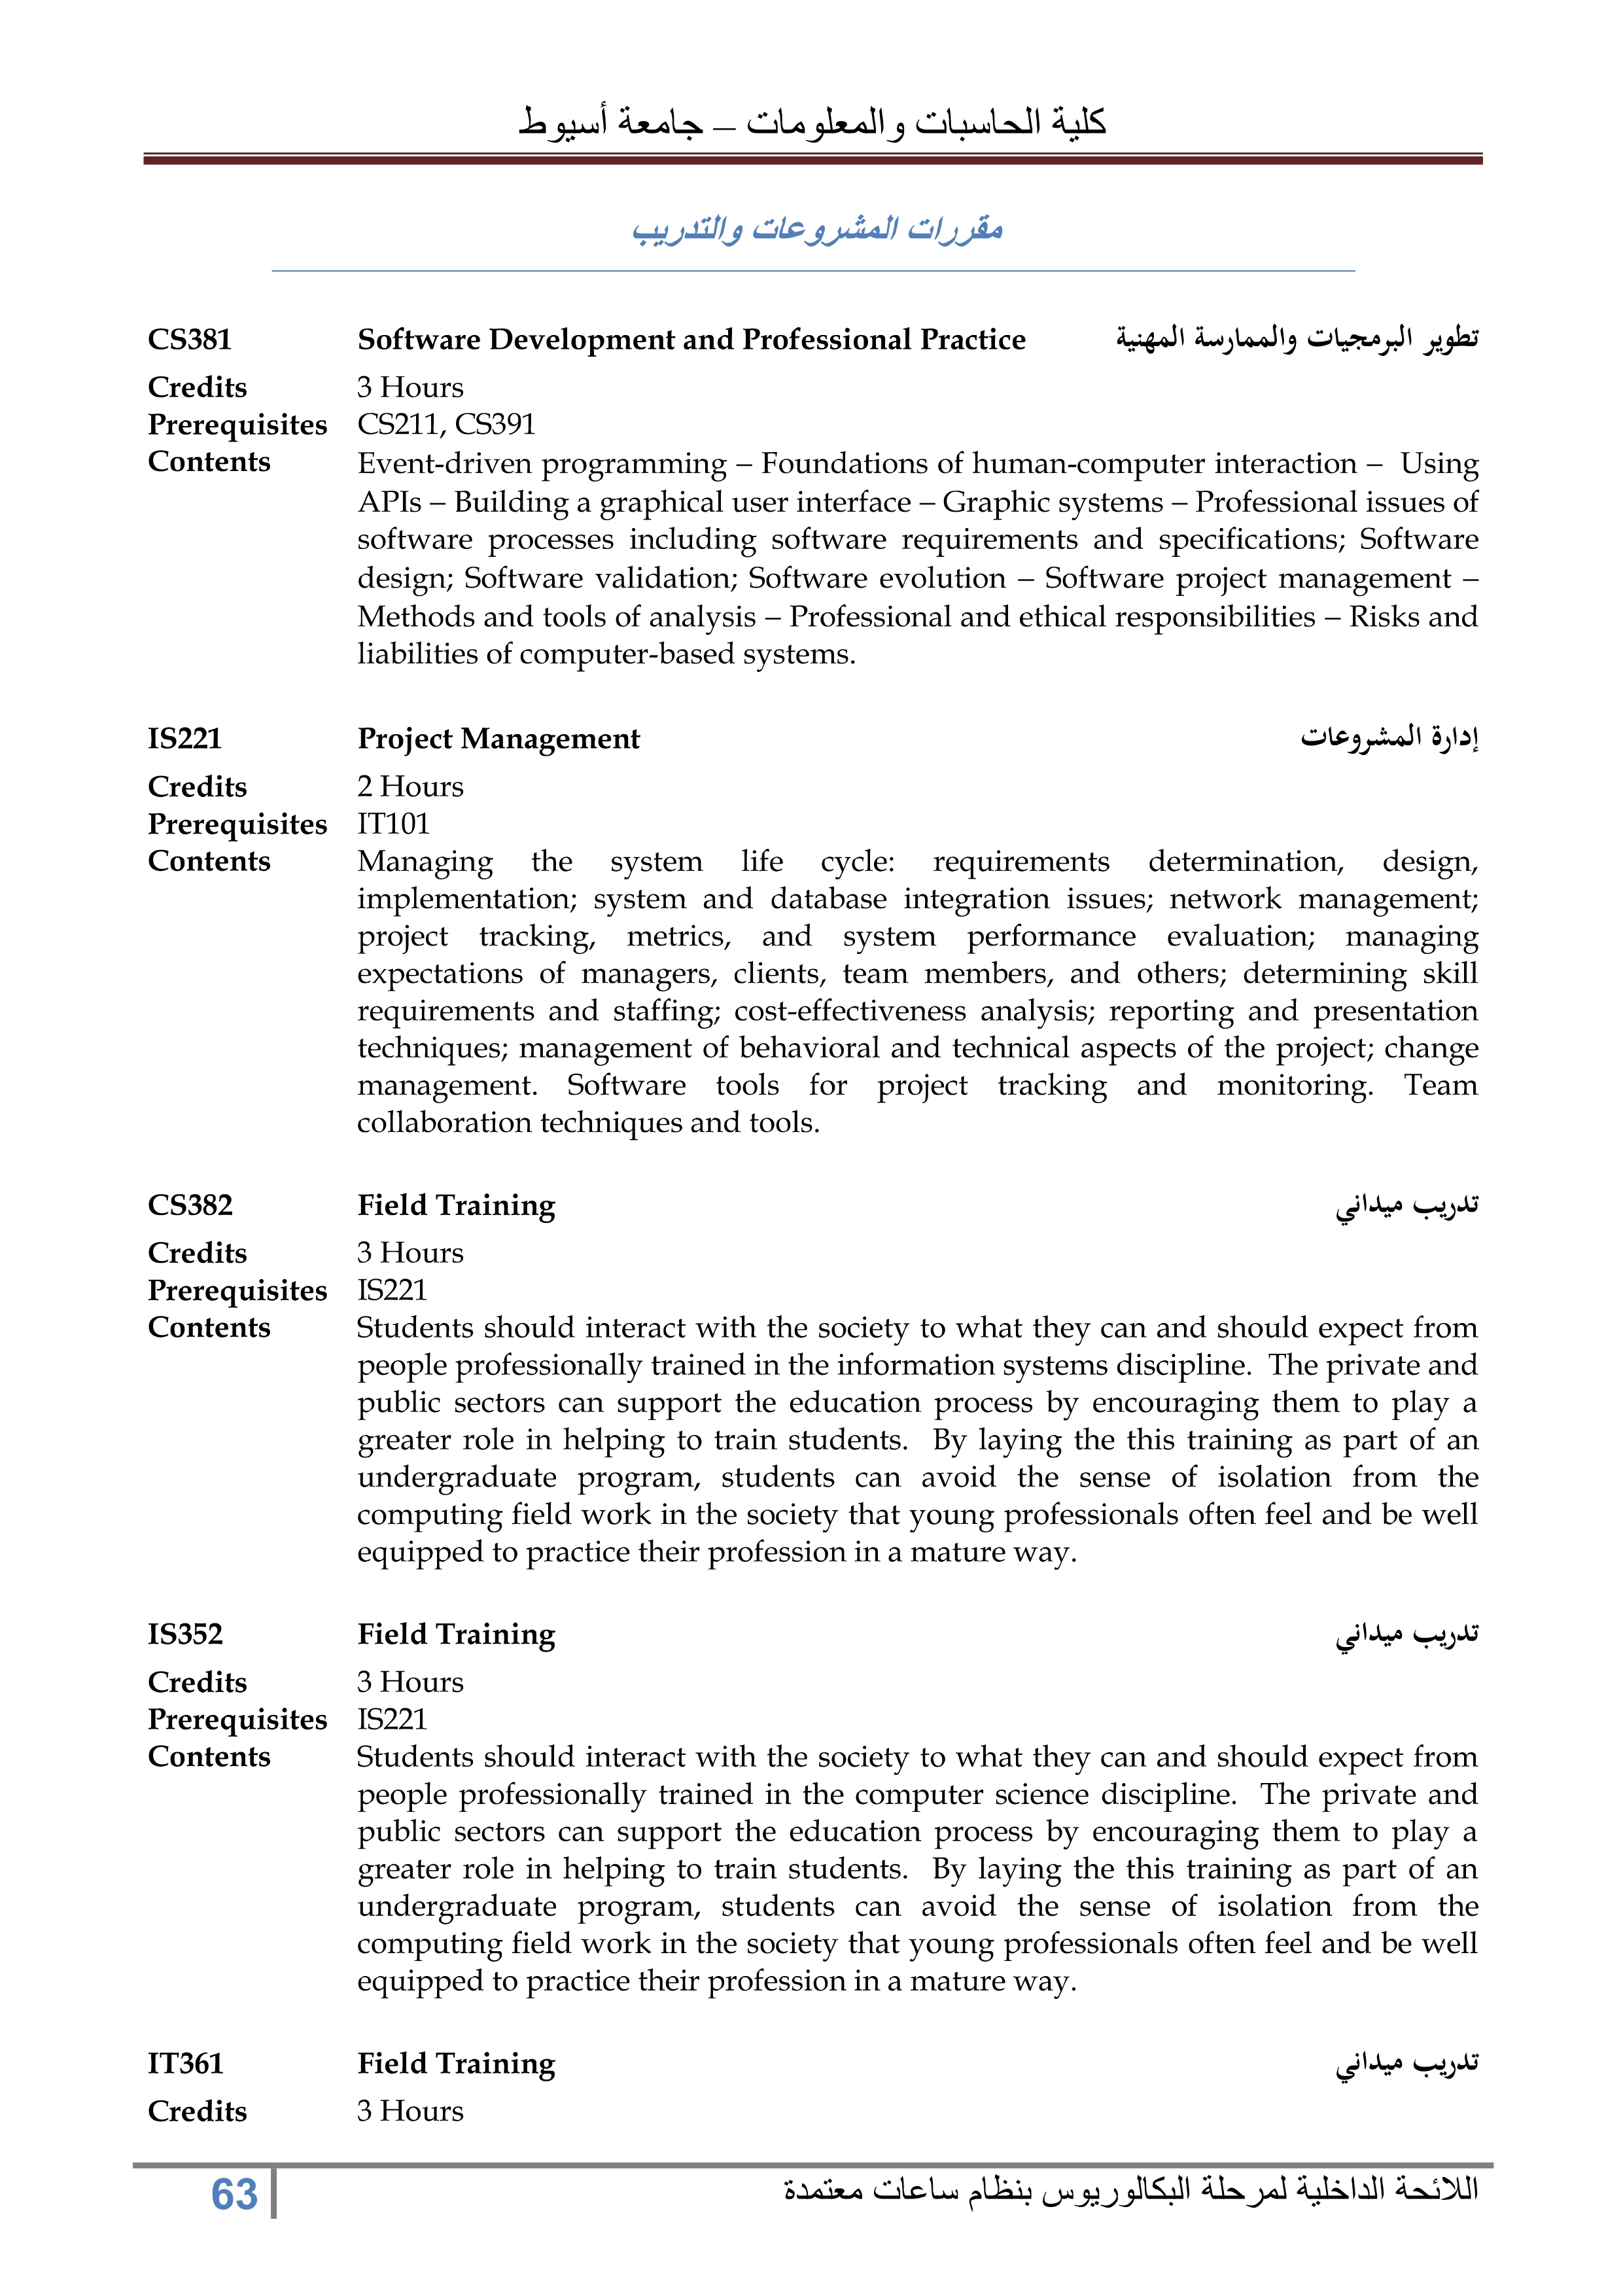 كلية الحاسبات والمعلومات – جامعة أسيوط
مقررات المشروعات والتدريب
CS381 Software Development and Professional Practice تطوير البرمجيات والممارسة المهنية
Credits 3 Hours
Prerequisites CS211, CS391
Contents Event-driven programming – Foundations of human-computer interaction – Using
APIs – Building a graphical user interface – Graphic systems – Professional issues of
software processes including software requirements and specifications; Software
design; Software validation; Software evolution – Software project management –
Methods and tools of analysis – Professional and ethical responsibilities – Risks and
liabilities of computer-based systems.
IS221 Project Management إدارة المشروعات
Credits 2 Hours
Prerequisites IT101
Contents Managing the system life cycle: requirements determination, design,
implementation; system and database integration issues; network management;
project tracking, metrics, and system performance evaluation; managing
expectations of managers, clients, team members, and others; determining skill
requirements and staffing; cost-effectiveness analysis; reporting and presentation
techniques; management of behavioral and technical aspects of the project; change
management. Software tools for project tracking and monitoring. Team
collaboration techniques and tools.
CS382 Field Training تدريب ميداني
Credits 3 Hours
Prerequisites IS221
Contents Students should interact with the society to what they can and should expect from
people professionally trained in the information systems discipline. The private and
public sectors can support the education process by encouraging them to play a
greater role in helping to train students. By laying the this training as part of an
undergraduate program, students can avoid the sense of isolation from the
computing field work in the society that young professionals often feel and be well
equipped to practice their profession in a mature way.
IS352 Field Training تدريب ميداني
Credits 3 Hours
Prerequisites IS221
Contents Students should interact with the society to what they can and should expect from
people professionally trained in the computer science discipline. The private and
public sectors can support the education process by encouraging them to play a
greater role in helping to train students. By laying the this training as part of an
undergraduate program, students can avoid the sense of isolation from the
computing field work in the society that young professionals often feel and be well
equipped to practice their profession in a mature way.
IT361 Field Training تدريب ميداني
Credits 3 Hours
63 اللائحة الداخلية لمرحلة البكالوريوس بنظام ساعات معتمدة